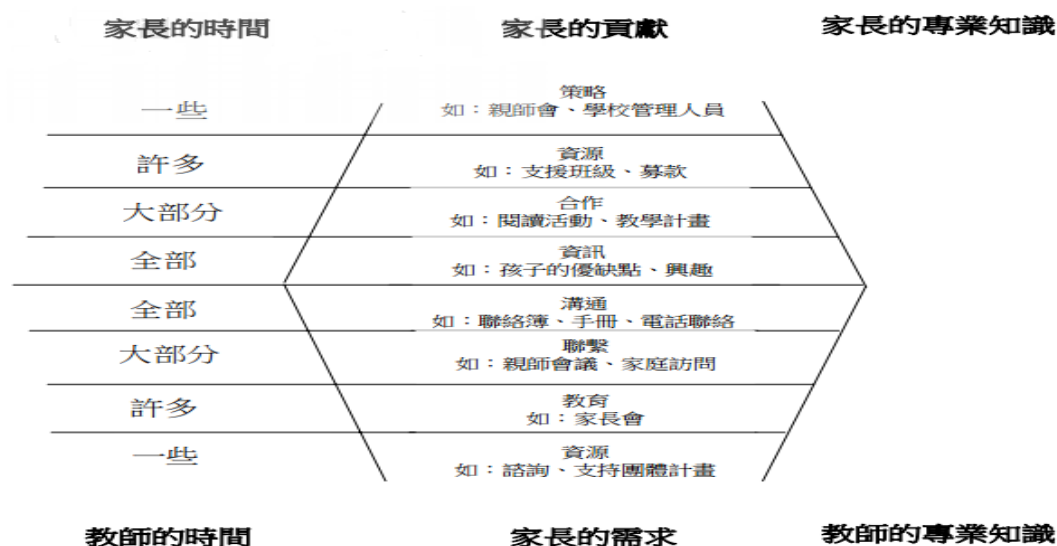 家長的時間 家長的貢獻 家長的專業知識
一些
策略
如：親師會、學校管理人員
許多
資源
如：支援班級、募款
大部分
合作
如：閱讀活動、教學計畫
全部
資訊
如：孩子的優缺點、興趣
全部
溝通
如：聯絡簿、手冊、電話聯絡
大部分
聯繫
如：親師會議、家庭訪問
許多
教育
如：家長會
一些
資源
如：諮詢、支持團體計畫
教師的時間 家長的需求 教師的專業知識